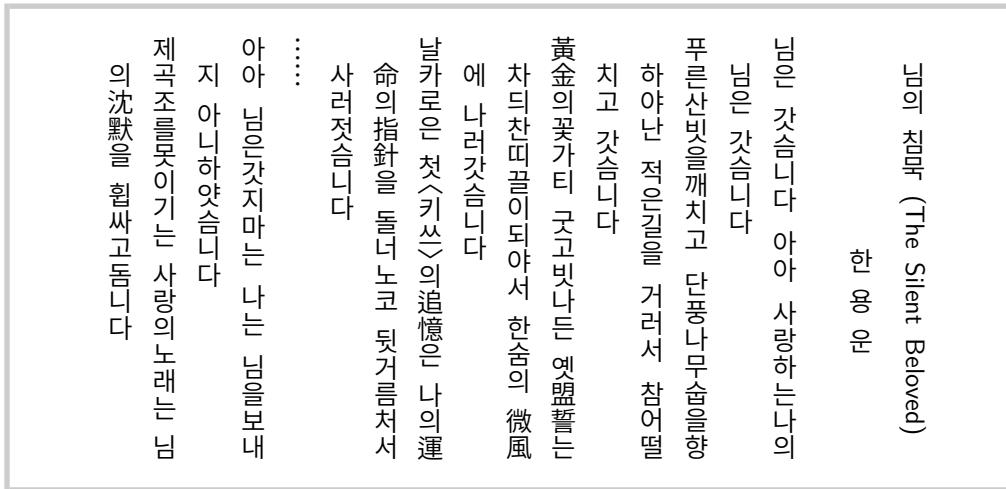 님의 침묵 (The Silent Beloved)
한 용 운
님은 갓슴니다 아아 사랑하는나의
님은 갓슴니다
푸른산빗을깨치고 단풍나무숩을향
하야난 적은길을 거러서 참어떨
치고 갓슴니다
黃金의꽃가티 굿고빗나든 옛盟誓는
차듸찬띠끌이되야서 한숨의 微風
에 나러갓슴니다
날카로은 첫〈키쓰〉의追憶은 나의運
命의指針을 돌너노코 뒷거름처서
사러젓슴니다
……
아아 님은갓지마는 나는 님을보내
지 아니하얏슴니다
제곡조를못이기는 사랑의노래는 님
의沈默을 휩싸고돔니다